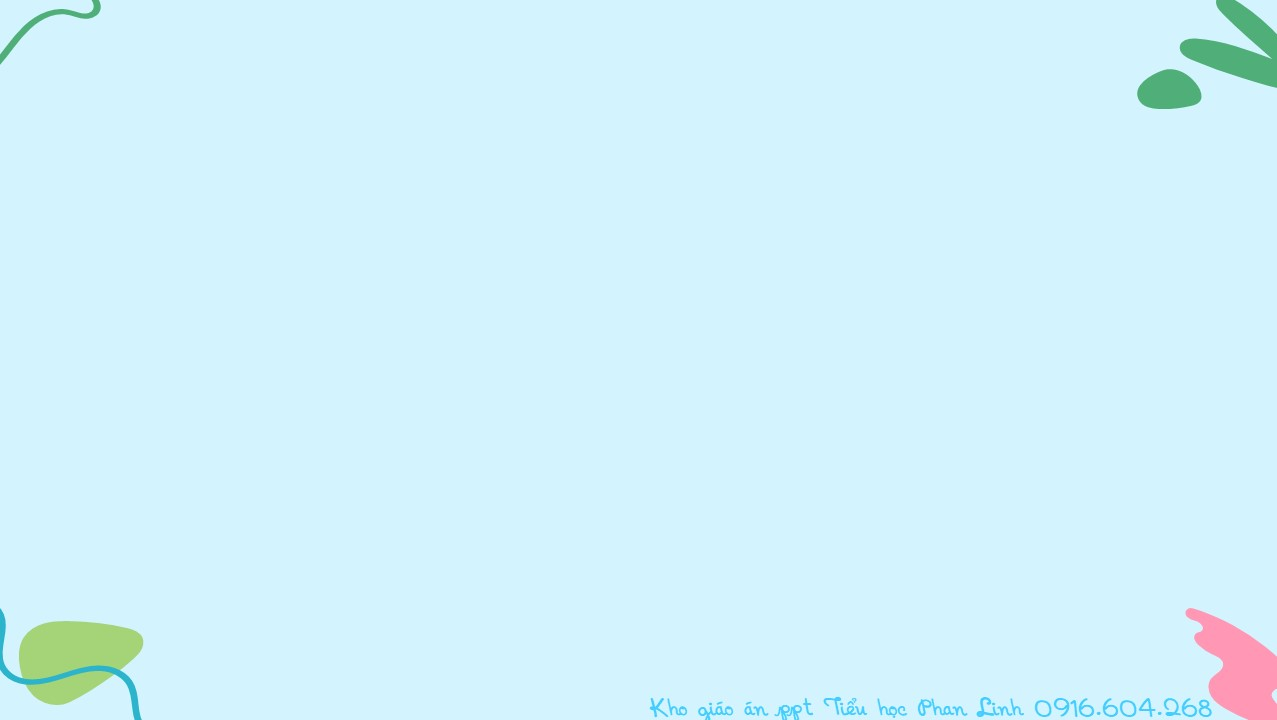 Kho giáo án ppt Tiểu học Phan Linh 0916.604.268